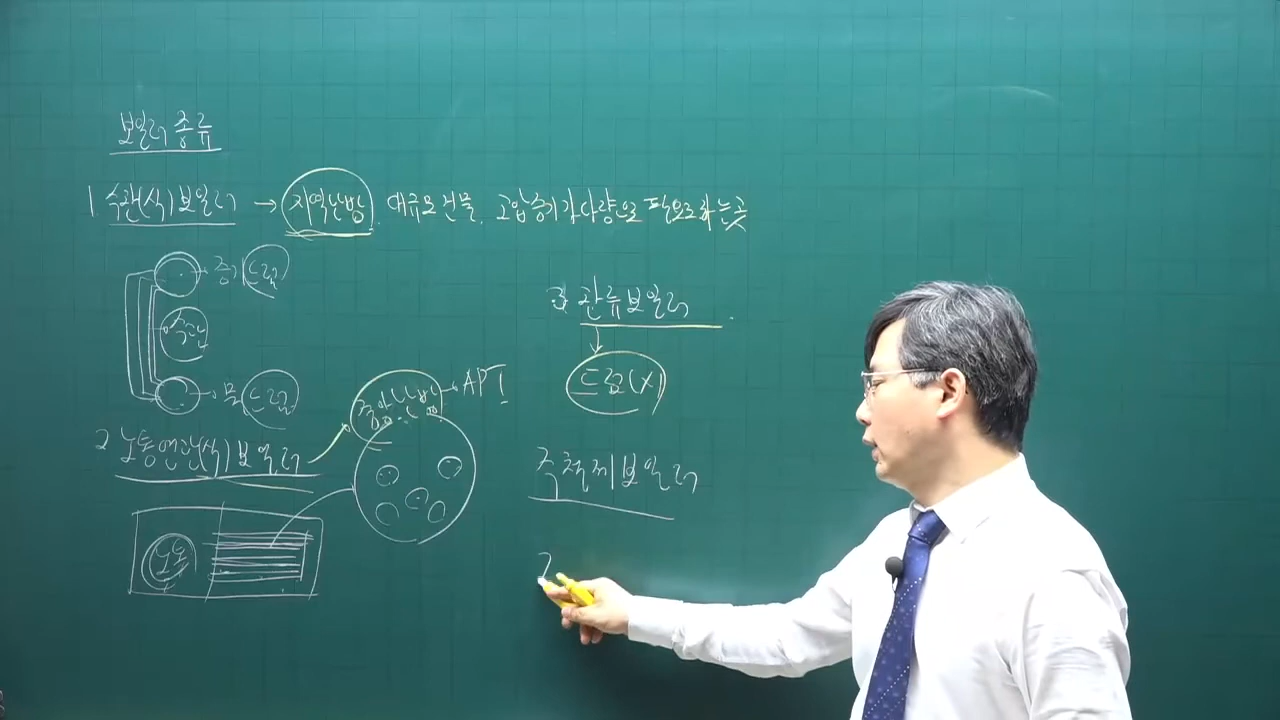 보일러 종류
1 수관(식)보일러 → 지역난방. 대규모건물. 고압증기가 다량으로 필요로 하는 곳
증기드럼
수관
물드럼
2 노통연관(식)보일러
중앙난방 → APT
노통
관류보일러
드럼(X)
주철제보일러